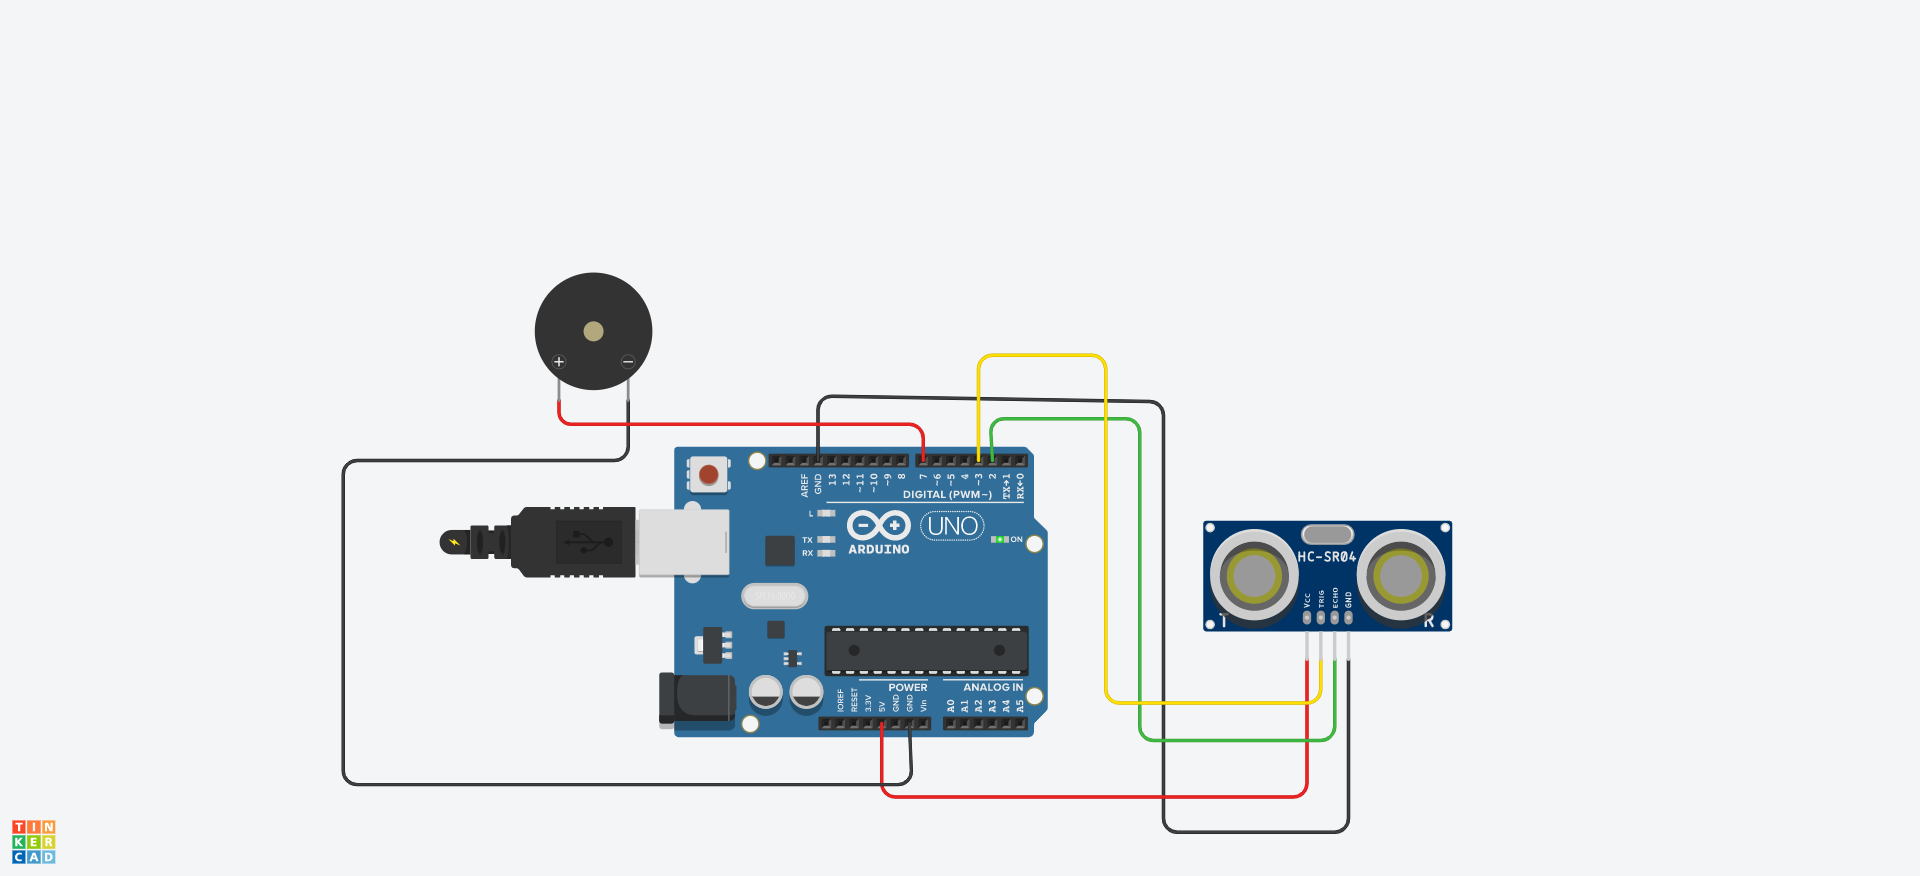 + −
AREF GND 13 12 ~11 ~10 ~9 8 7 ~6 ~5 4 ~3 2 TX→1 RX←0
DIGITAL (PWM~)
L
TX
RX
UNO
ARDUINO
ON
HC-SR04
VCC TRIG ECHO GND
T R
POWER ANALOG IN
IOREF RESET 3.3V 5V GND GND Vin A0 A1 A2 A3 A4 A5
TIN
KER
CAD